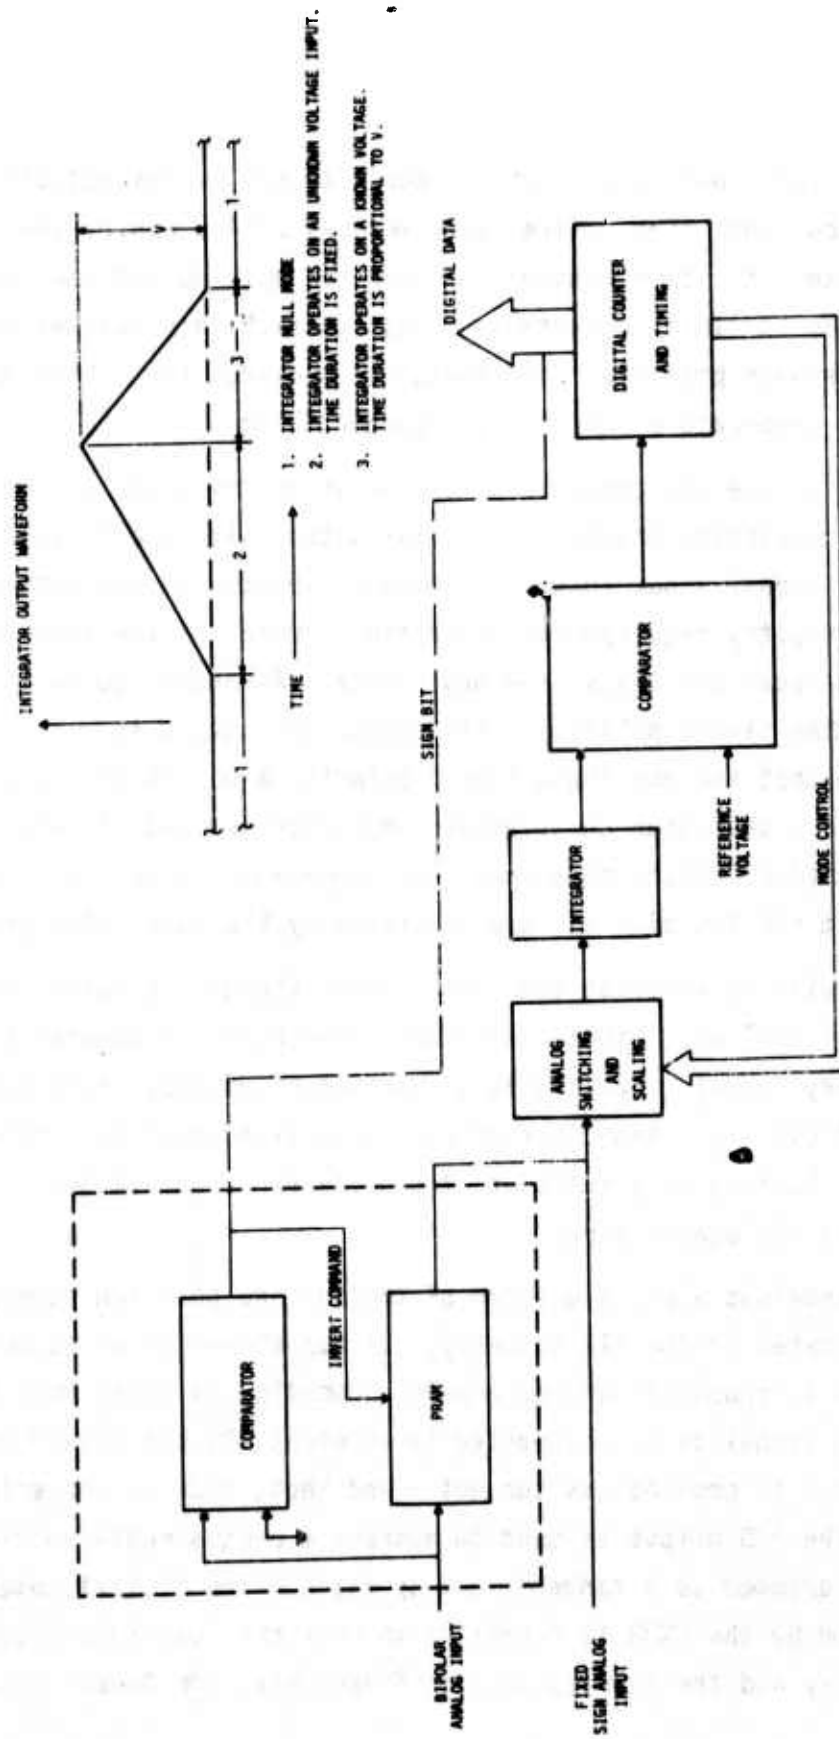 INTEGRATOR OUTPUT WAVEFORM
V
1
2
3
1
TIME
1. INTEGRATOR NULL MODE
2. INTEGRATOR OPERATES ON AN UNKNOWN VOLTAGE INPUT.
TIME DURATION IS FIXED.
3. INTEGRATOR OPERATES ON A KNOWN VOLTAGE.
TIME DURATION IS PROPORTIONAL TO V.
BIPOLAR
ANALOG INPUT
COMPARATOR
INVERT COMMAND
PRAM
FIXED
SIGN ANALOG
INPUT
SIGN BIT
ANALOG
SWITCHING
AND
SCALING
INTEGRATOR
REFERENCE
VOLTAGE
COMPARATOR
DIGITAL DATA
DIGITAL COUNTER
AND TIMING
MODE CONTROL